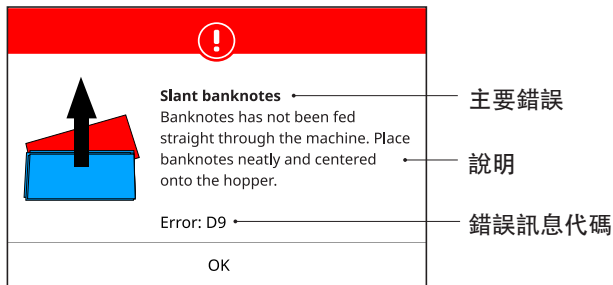 Slant banknotes
Banknotes has not been fed
straight through the machine. Place
banknotes neatly and centered
onto the hopper.
Error: D9
OK
主要錯誤
說明
錯誤訊息代碼